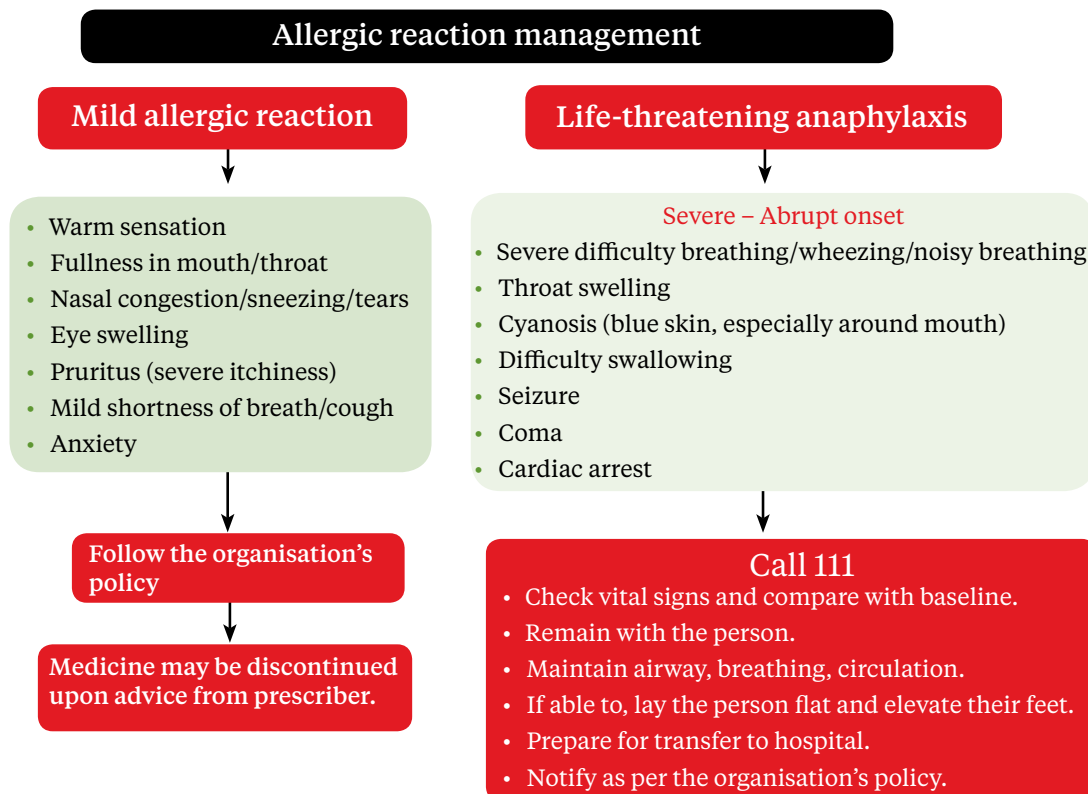 Allergic reaction management
Mild allergic reaction
• Warm sensation
• Fullness in mouth/throat
• Nasal congestion/sneezing/tears
• Eye swelling
• Pruritus (severe itchiness)
• Mild shortness of breath/cough
• Anxiety
Follow the organisation’s
policy
Medicine may be discontinued
upon advice from prescriber.
Life-threatening anaphylaxis
Severe – Abrupt onset
• Severe difficulty breathing/wheezing/noisy breathing
• Throat swelling
• Cyanosis (blue skin, especially around mouth)
• Difficulty swallowing
• Seizure
• Coma
• Cardiac arrest
Call 111
• Check vital signs and compare with baseline.
• Remain with the person.
• Maintain airway, breathing, circulation.
• If able to, lay the person flat and elevate their feet.
• Prepare for transfer to hospital.
• Notify as per the organisation’s policy.